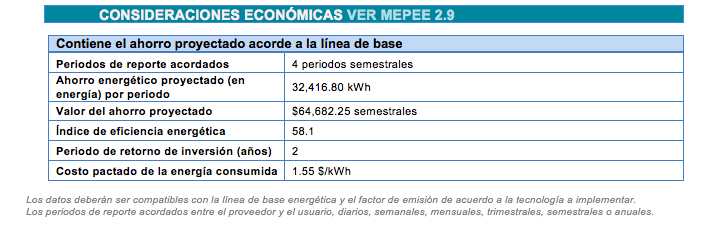 CONSIDERACIONES ECONÓMICAS VER MEPEE 2.9
Contiene el ahorro proyectado acorde a la línea de base
Periodos de reporte acordados 4 periodos semestrales
Ahorro energético proyectado (en energía) por periodo 32,416.80 kWh
Valor del ahorro proyectado $64,682.25 semestrales
Índice de eficiencia energética 58.1
Periodo de retorno de inversión (años) 2
Costo pactado de la energía consumida 1.55 $/kWh
Los datos deberán ser compatibles con la línea de base energética y el factor de emisión de acuerdo a la tecnología a implementar.
Los periodos de reporte acordados entre el proveedor y el usuario, diarios, semanales, mensuales, trimestrales, semestrales o anuales.